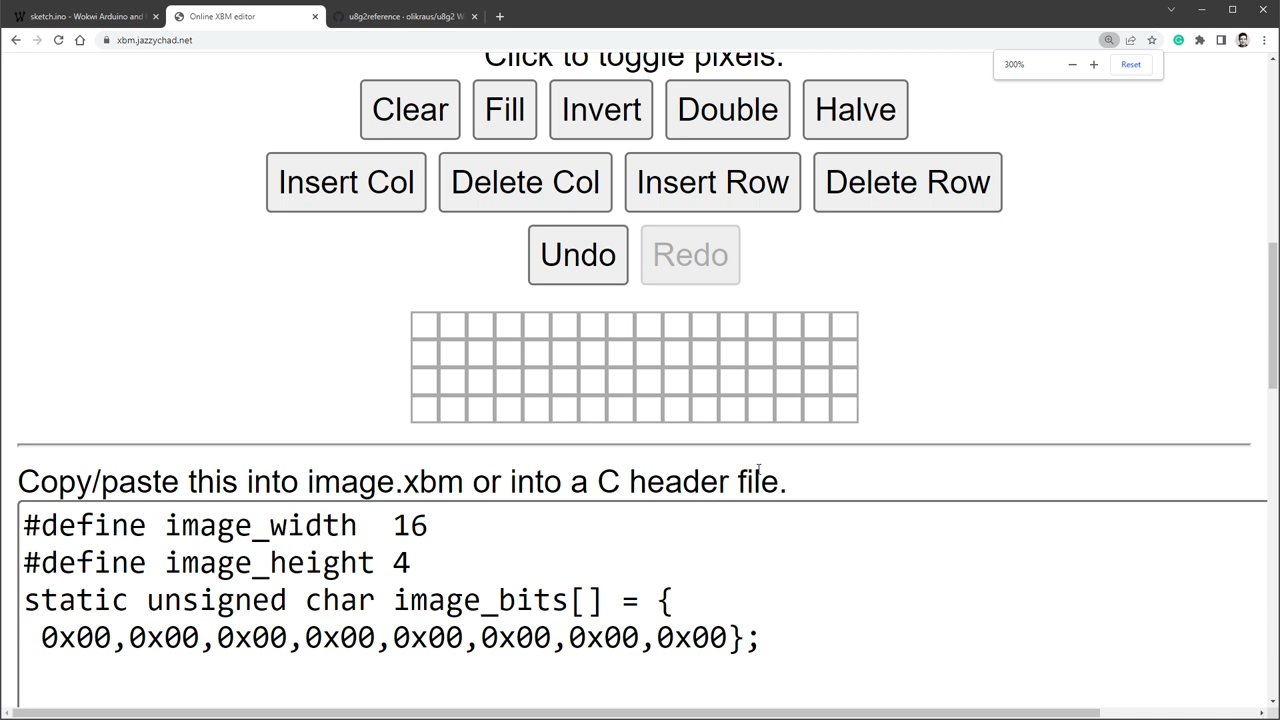 sketch.ino - Wokwi Arduino and
Online XBM editor
u8g2reference · olikraus/u8g2 W
xbm.jazzychad.net
300%
Reset
Click to toggle pixels.
Clear Fill Invert Double Halve
Insert Col Delete Col Insert Row Delete Row
Undo Redo
Copy/paste this into image.xbm or into a C header file.
#define image_width  16
#define image_height 4
static unsigned char image_bits[] = {
 0x00,0x00,0x00,0x00,0x00,0x00,0x00,0x00};